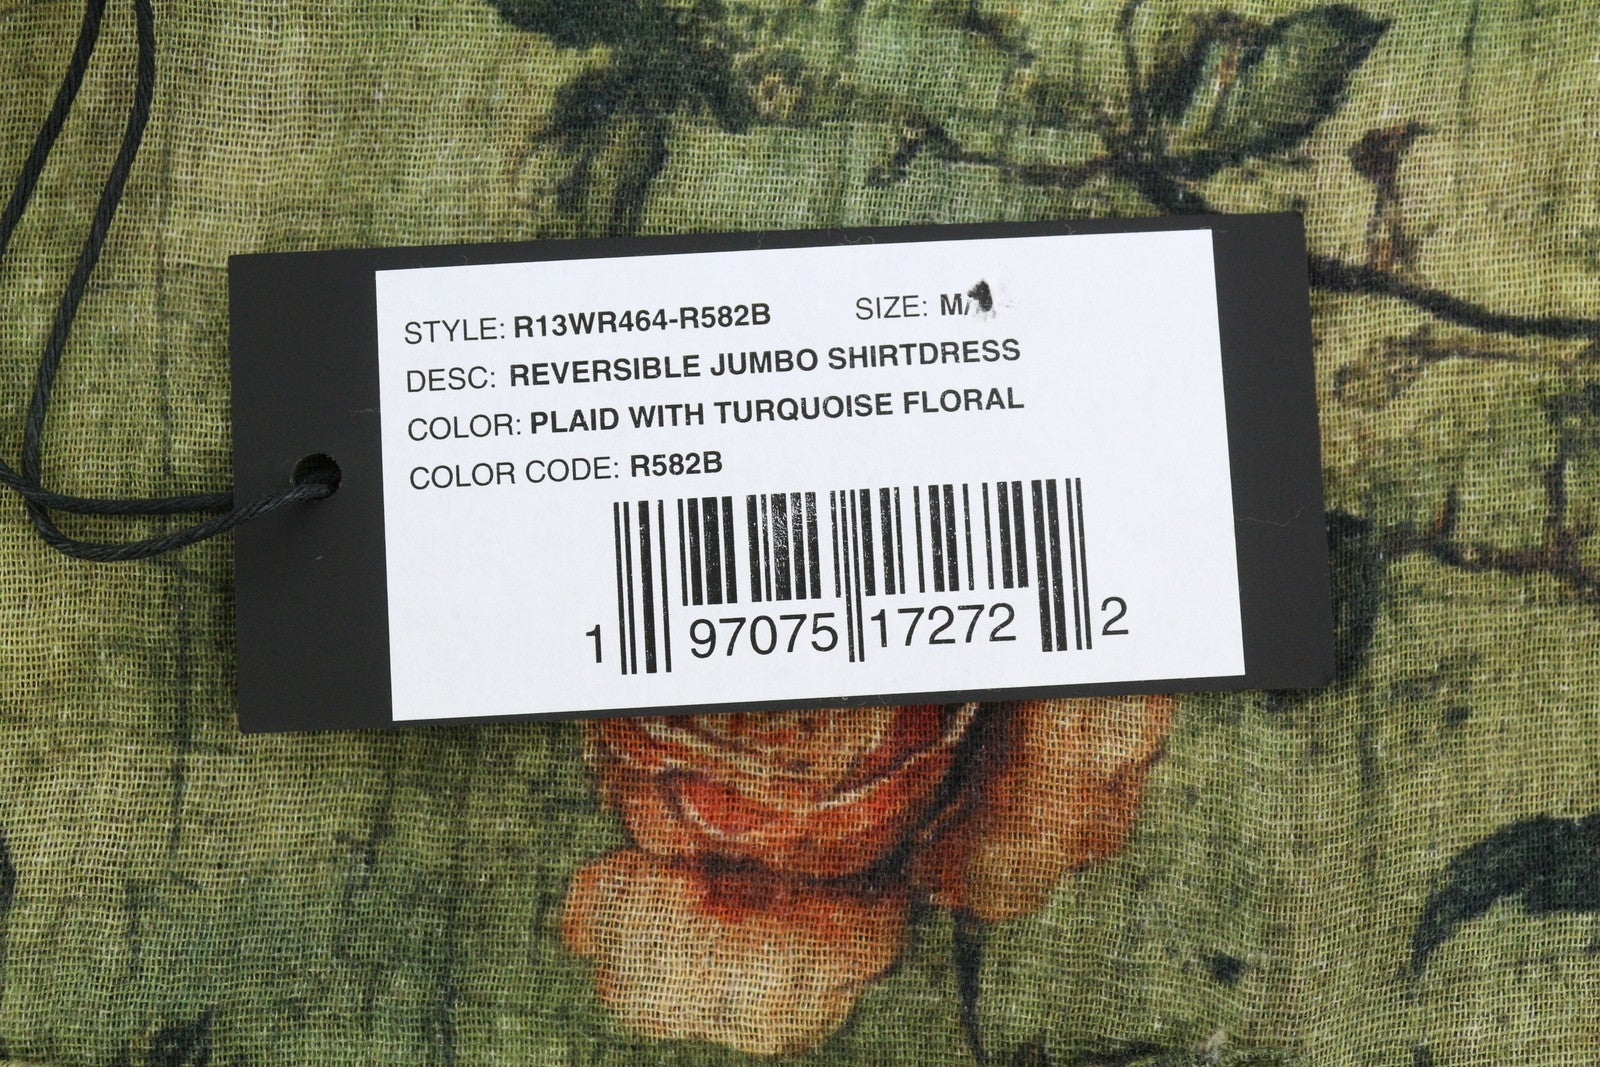 STYLE: R13WR464-R582B SIZE: M/
DESC: REVERSIBLE JUMBO SHIRTDRESS
COLOR: PLAID WITH TURQUOISE FLORAL
COLOR CODE: R582B
1 97075 17272 2